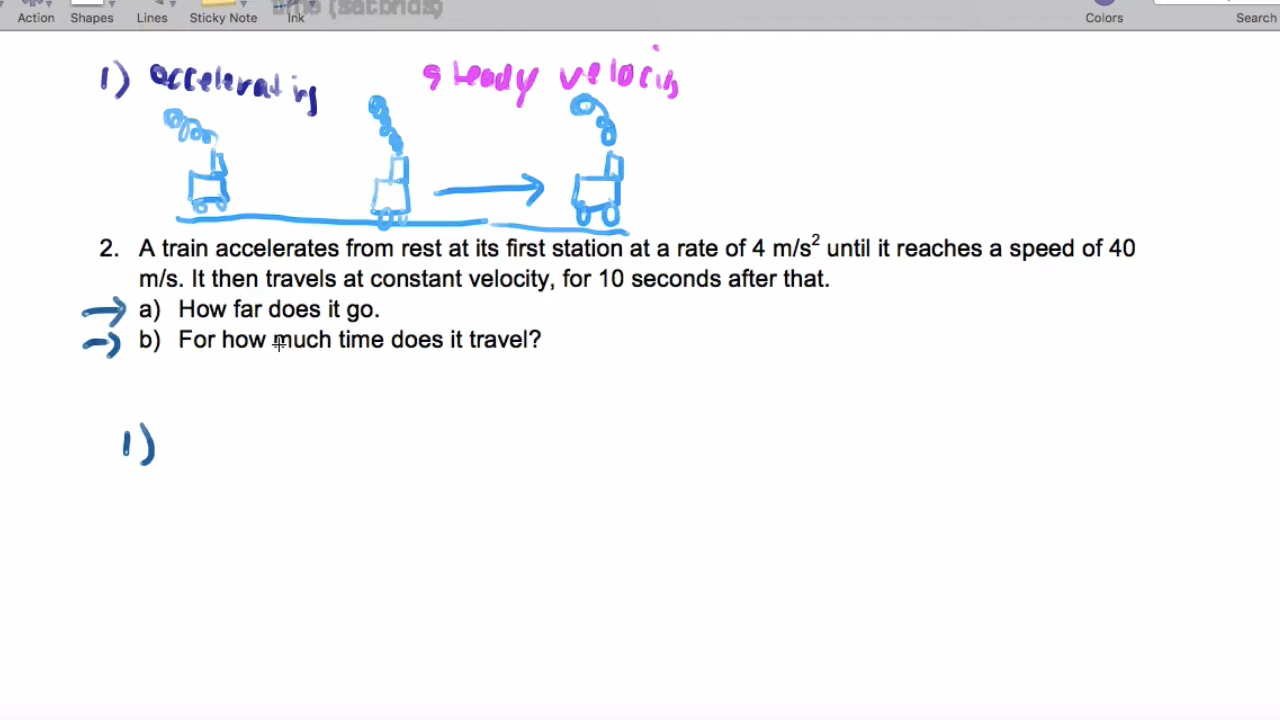 Action Shapes Lines Sticky Note Ink Colors Search
(seconds)
1) accelerating steady velocity
2. A train accelerates from rest at its first station at a rate of 4 m/s² until it reaches a speed of 40
m/s. It then travels at constant velocity, for 10 seconds after that.
a) How far does it go.
b) For how much time does it travel?
1)